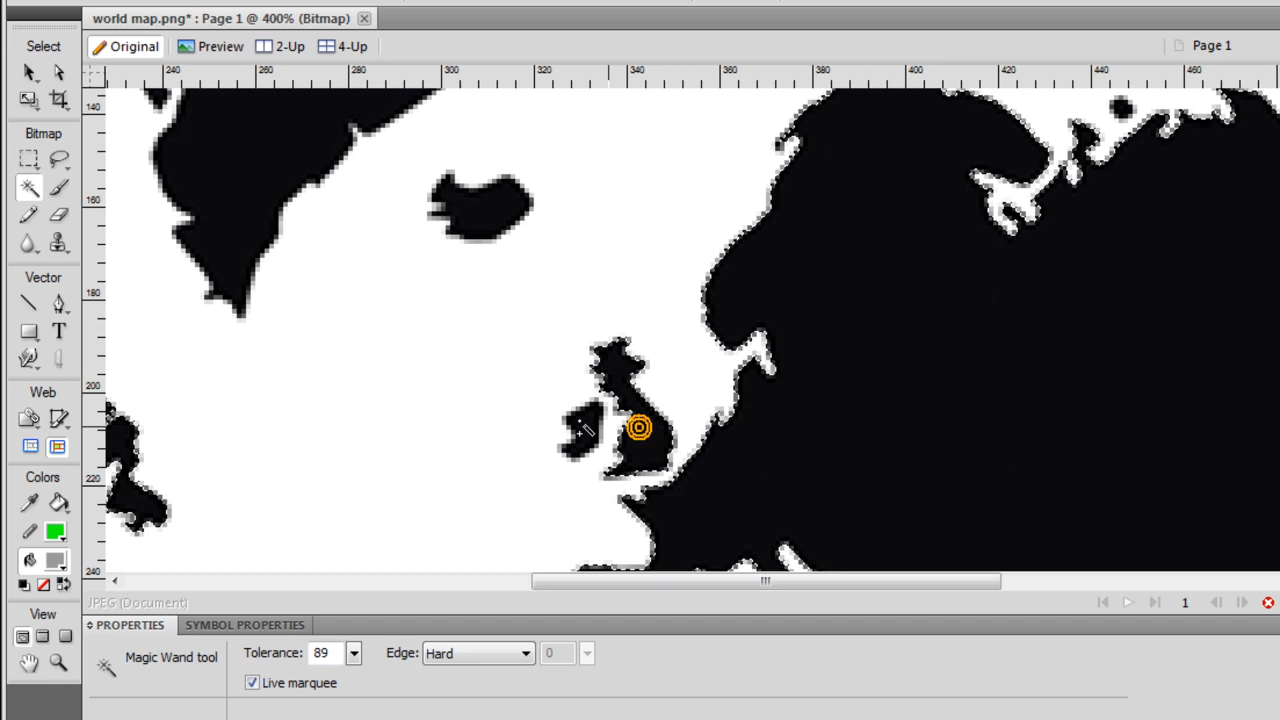 world map.png* : Page 1 @ 400% (Bitmap)
Select
Original Preview 2-Up 4-Up Page 1
240 260 280 300 320 340 360 380 400 420 440 460
140
160
180
200
220
240
Bitmap
Vector
T
Web
Colors
View
JPEG (Document) 1
PROPERTIES SYMBOL PROPERTIES
Magic Wand tool
Tolerance: 89 Edge: Hard 0
Live marquee